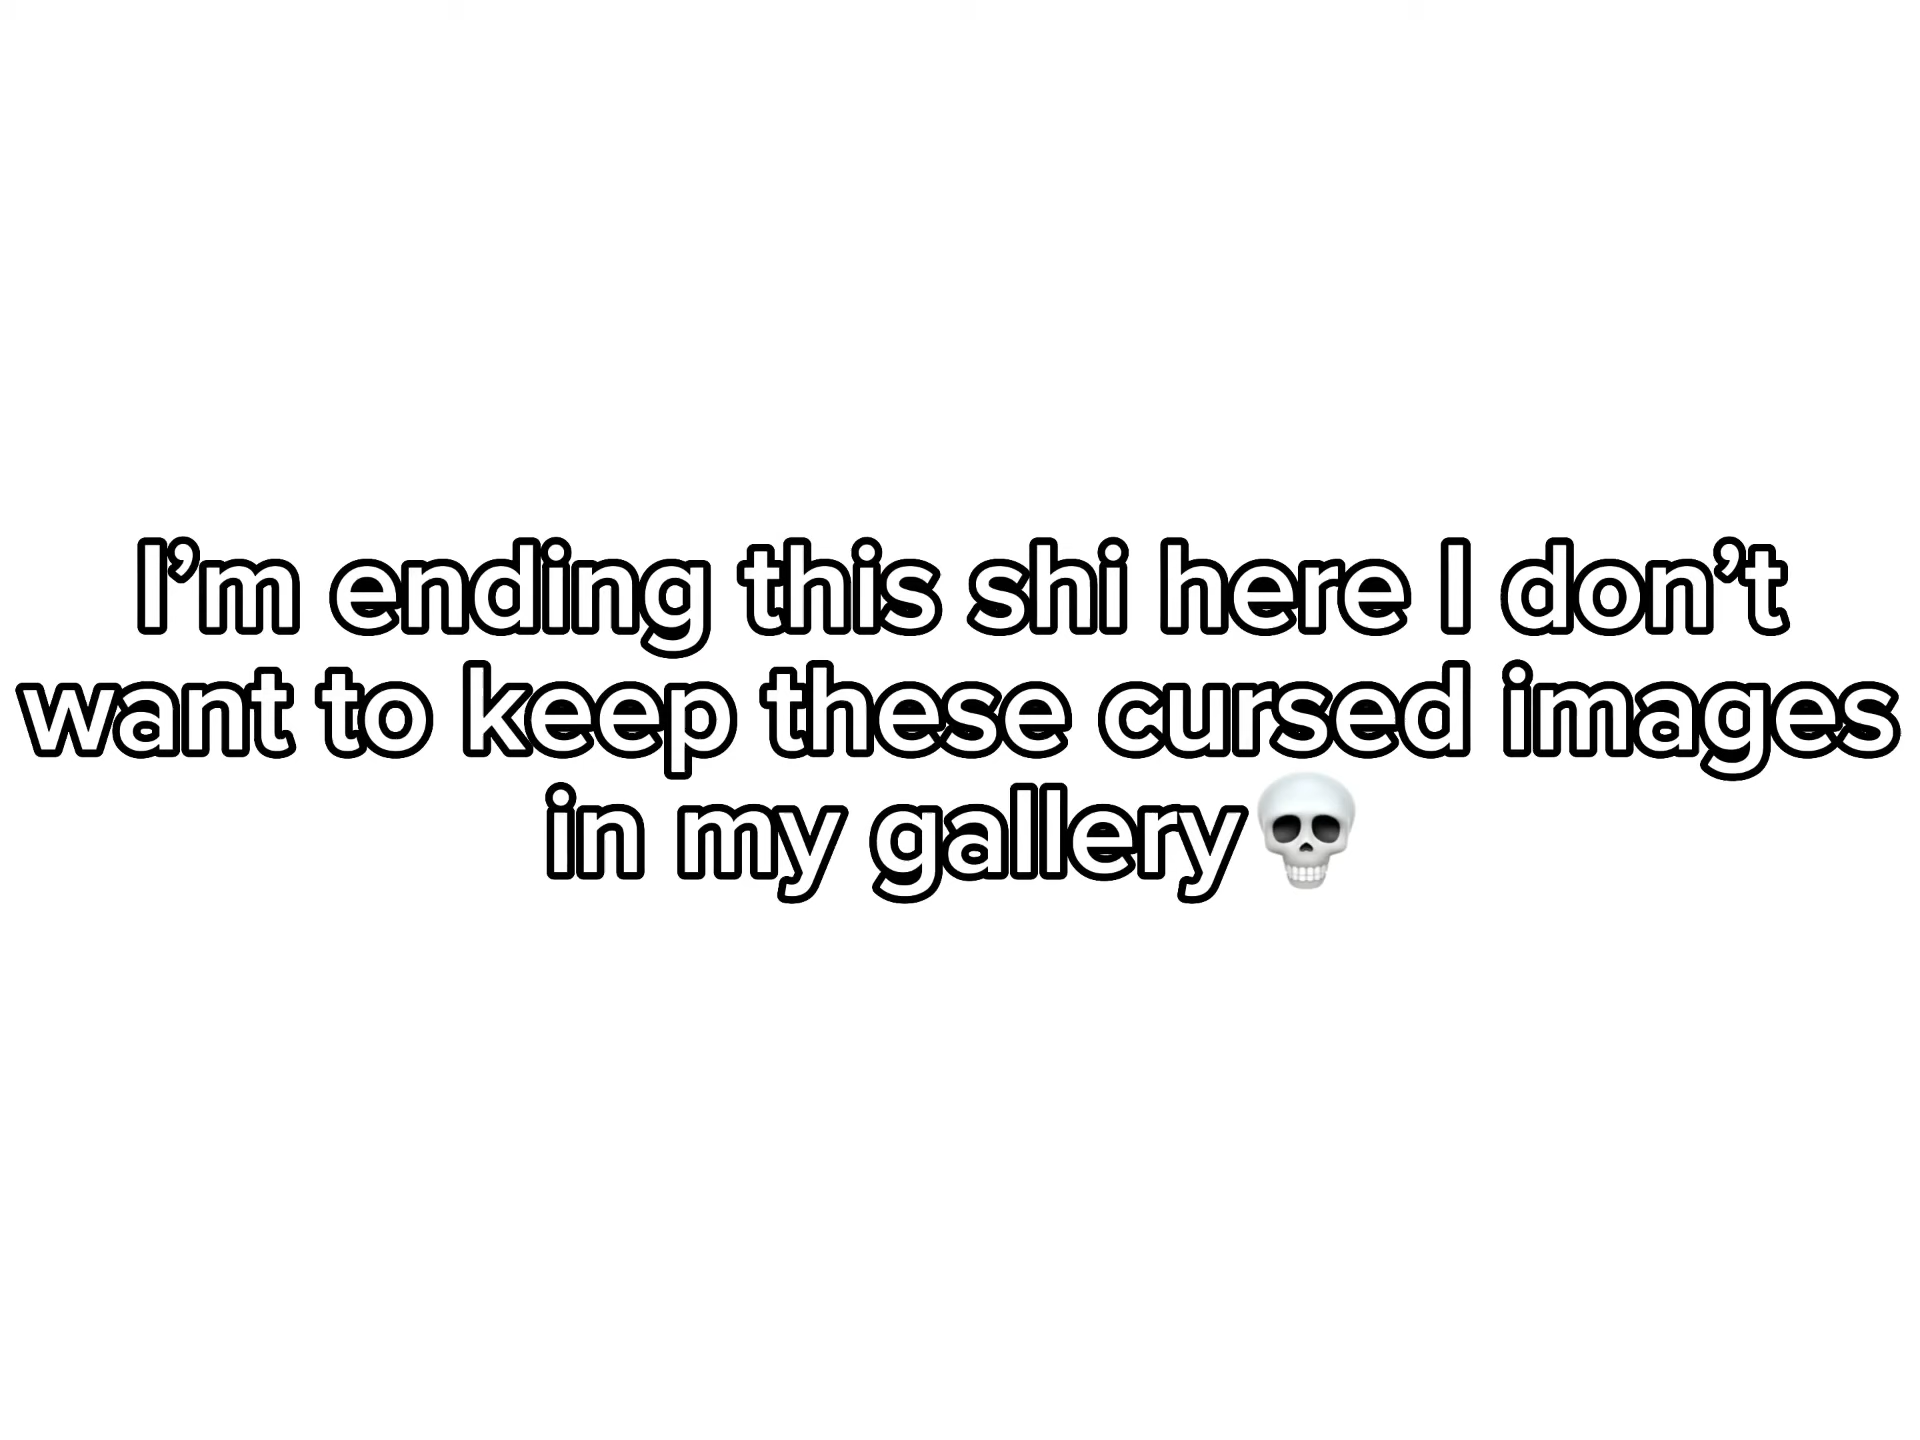 I’m ending this shi here I don’t
want to keep these cursed images
in my gallery💀